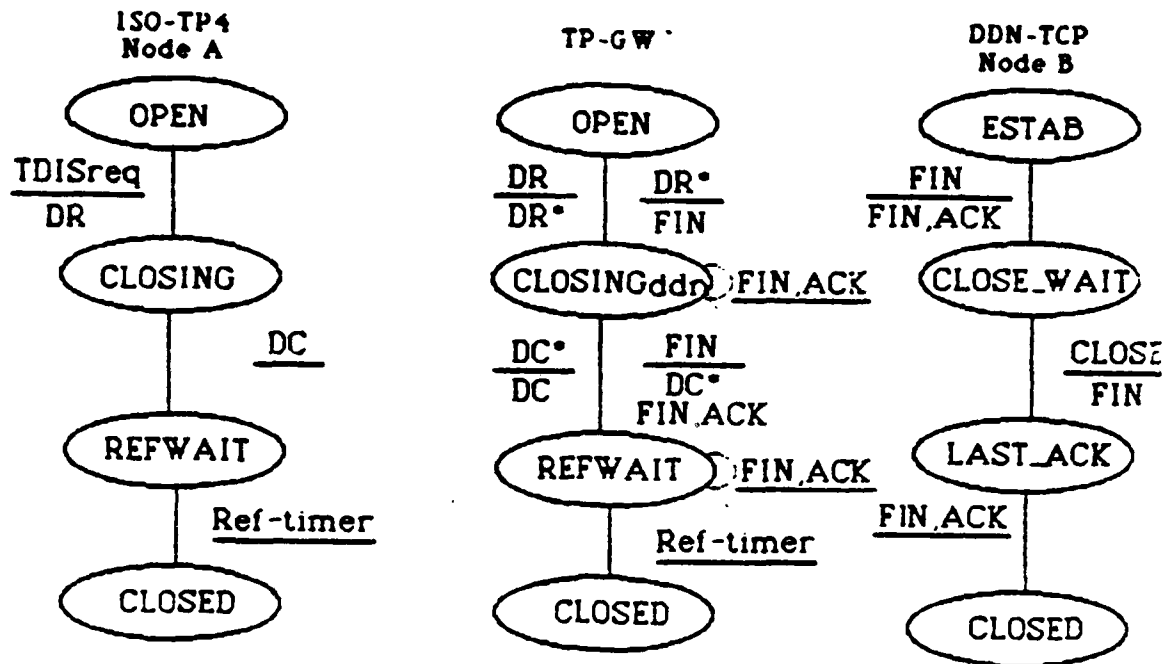 ISO-TP4
Node A
OPEN
TDISreq
DR
CLOSING
DC
REFWAIT
Ref-timer
CLOSED
TP-GW
OPEN
DR
DR*
DR*
FIN
CLOSINGddn
FIN,ACK
DC*
DC
FIN
DC*
FIN,ACK
REFWAIT
FIN,ACK
Ref-timer
CLOSED
DDN-TCP
Node B
ESTAB
FIN
FIN,ACK
CLOSE_WAIT
CLOSE
FIN
LAST_ACK
FIN,ACK
CLOSED